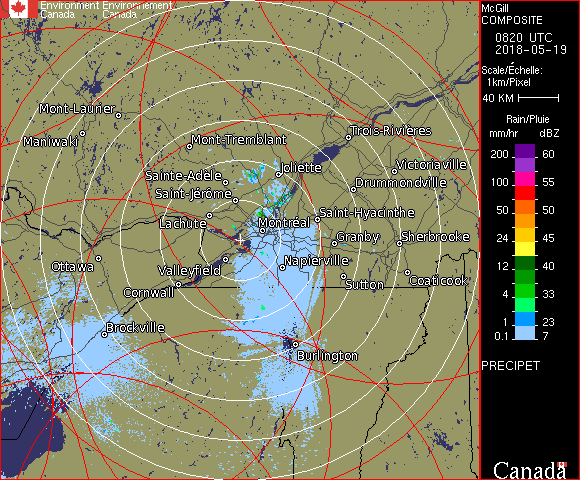 Environment Environnement
Canada Canada
McGill
COMPOSITE
0820 UTC
2018-05-19
Scale/Échelle:
1km/Pixel
40 KM
Rain/Pluie
mm/hr dBZ
200 60
100 55
50 50
24 45
12 40
4 33
1 23
0.1 7
PRECIPET
Canada
Mont-Laurier
Maniwaki
Mont-Tremblant
Trois-Rivières
Sainte-Adèle
Joliette
Victoriaville
Saint-Jérôme
Drummondville
Lachute
Montréal
Saint-Hyacinthe
Granby
Sherbrooke
Ottawa
Valleyfield
Napierville
Cornwall
Sutton
Coaticook
Brockville
Burlington